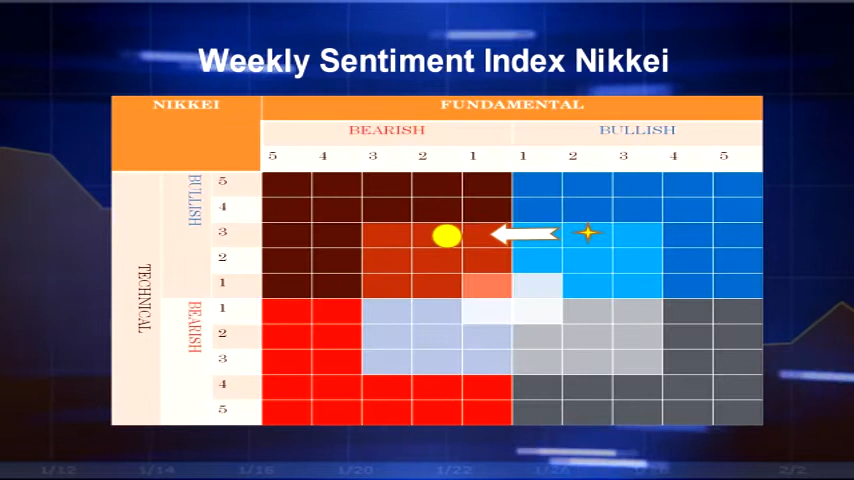 Weekly Sentiment Index Nikkei
NIKKEI FUNDAMENTAL
BEARISH BULLISH
5 4 3 2 1 1 2 3 4 5
TECHNICAL
BULLISH
5
4
3
2
1
BEARISH
1
2
3
4
5
1/12 1/14 1/16 1/20 1/22 2/2